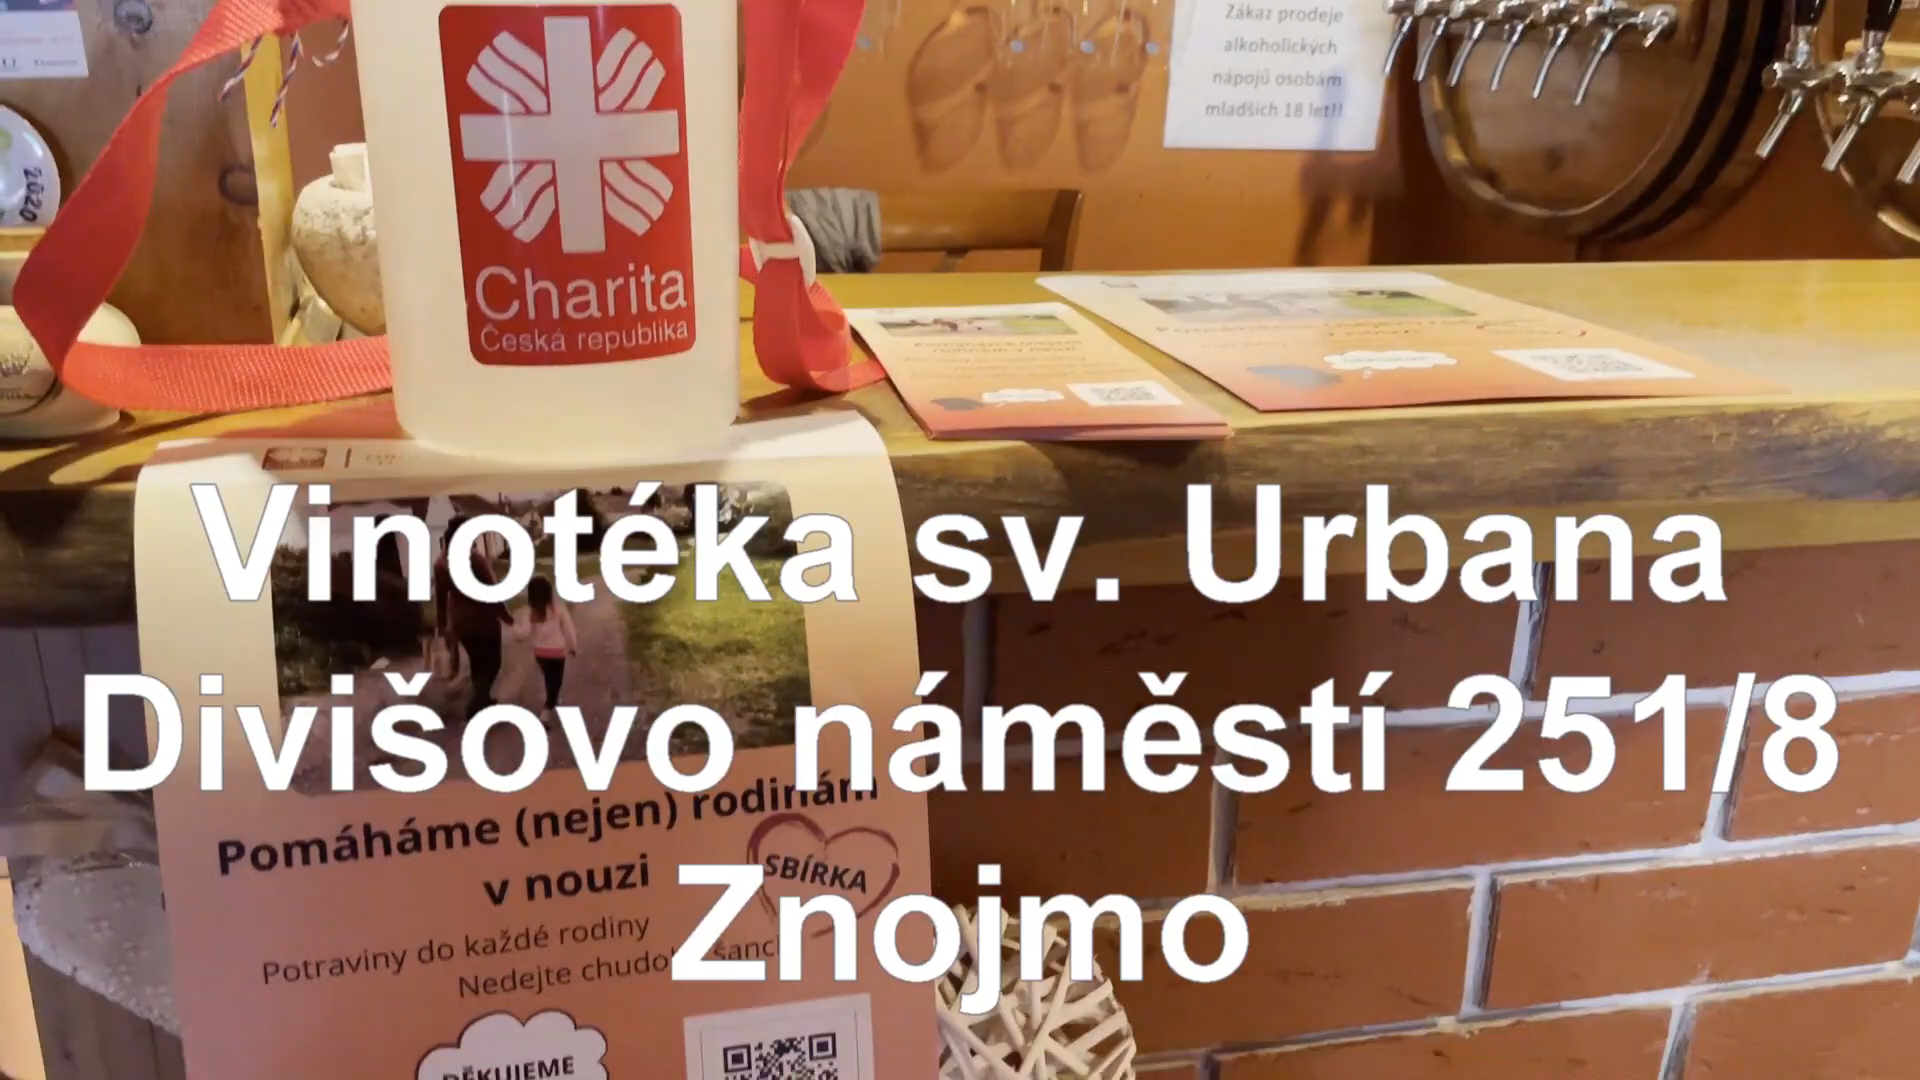 Zákaz prodeje
alkoholických
nápojů osobám
mladších 18 let!!
2020
Charita
Česká republika
Vinotéka sv. Urbana
Divišovo náměstí 251/8
Znojmo
Pomáháme (nejen) rodinám
v nouzi
SBÍRKA
Potraviny do každé rodiny
Nedejte
DĚKUJEME